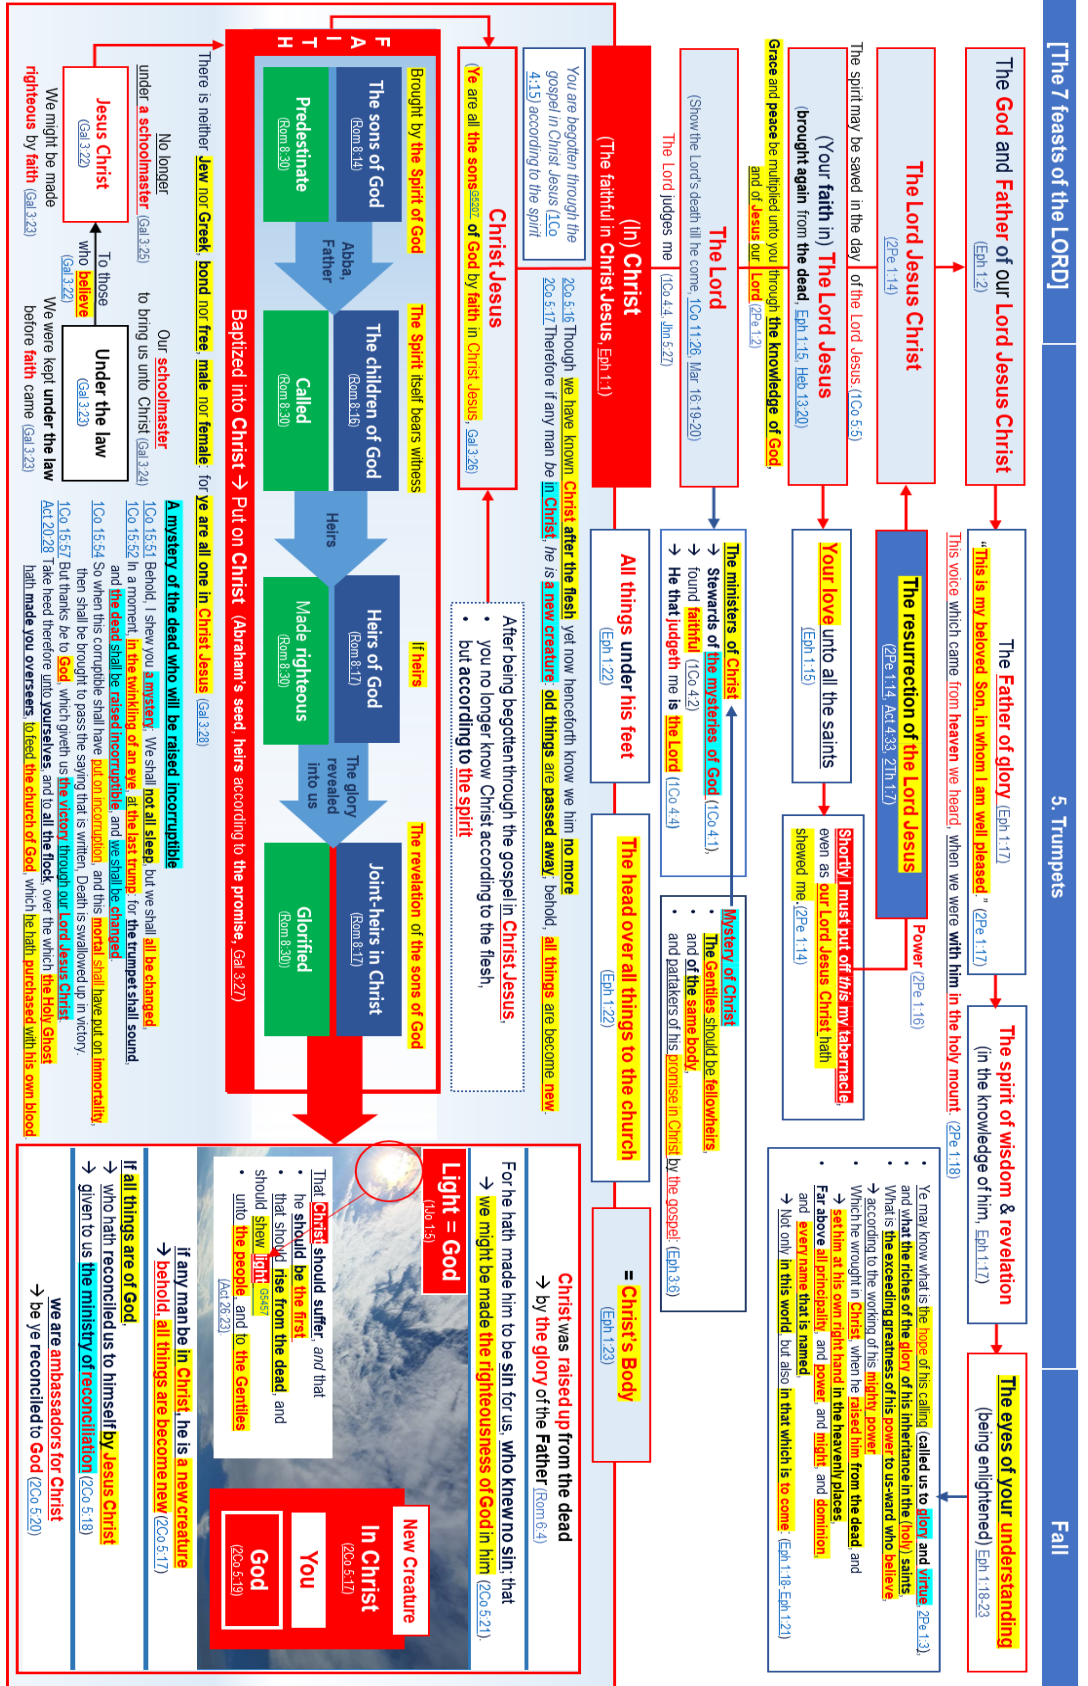 [The 7 feasts of the LORD]
5. Trumpets
Fall
The God and Father of our Lord Jesus Christ
(Eph 1:2)
The Father of glory (Eph 1:17)
"This is my beloved Son, in whom I am well pleased." (2Pe 1:17)
This voice which came from heaven we heard, when we were with him in the holy mount. (2Pe 1:18)
The spirit of wisdom & revelation
(in the knowledge of him, Eph 1:17)
The eyes of your understanding
(being enlightened) Eph 1:18-23
The Lord Jesus Christ
(2Pe 1:14)
The resurrection of the Lord Jesus
(2Pe 1:14, Act 4:33, 2Th 1:7)
Power (2Pe 1:16)
• Ye may know what is the hope of his calling (called us to glory and virtue, 2Pe 1:3),
• and what the riches of the glory of his inheritance in the (holy) saints,
• What is the exceeding greatness of his power to us-ward who believe,
→ according to the working of his mighty power
• Which he wrought in Christ, when he raised him from the dead, and
→ set him at his own right hand in the heavenly places,
• Far above all principality, and power, and might, and dominion,
and every name that is named,
→ Not only in this world, but also in that which is to come: (Eph 1:18- Eph 1:21)
The spirit may be saved in the day of the Lord Jesus. (1Co 5:5)
(Your faith in) The Lord Jesus
(brought again from the dead, Eph 1:15, Heb 13:20)
Your love unto all the saints
(Eph 1:15)
Shortly I must put off this my tabernacle,
even as our Lord Jesus Christ hath
shewed me. (2Pe 1:14)
Grace and peace be multiplied unto you through the knowledge of God,
and of Jesus our Lord (2Pe 1:2)
The Lord
(Show the Lord's death till he come, 1Co 11:26, Mar 16:19-20)
The Lord judges me (1Co 4:4, Jhn 5:27)
The ministers of Christ
→ Stewards of the mysteries of God (1Co 4:1),
→ found faithful (1Co 4:2)
→ He that judgeth me is the Lord (1Co 4:4)
Mystery of Christ
• The Gentiles should be fellowheirs,
• and of the same body,
• and partakers of his promise in Christ by the gospel: (Eph 3:6)
(In) Christ
(The faithful in Christ Jesus, Eph 1:1)
All things under his feet
(Eph 1:22)
The head over all things to the church
(Eph 1:22)
= Christ's Body
(Eph 1:23)
You are begotten through the
gospel in Christ Jesus (1Co
4:15) according to the spirit
2Co 5:16 Though we have known Christ after the flesh, yet now henceforth know we him no more.
2Co 5:17 Therefore if any man be in Christ, he is a new creature: old things are passed away; behold, all things are become new.
Christ Jesus
(Ye are all the sons G5207 of God by faith in Christ Jesus, Gal 3:26)
After being begotten through the gospel in Christ Jesus,
• you no longer know Christ according to the flesh,
• but according to the spirit
FAITH
Brought by the Spirit of God
The Spirit itself bears witness
If heirs
The revelation of the sons of God
The sons of God
(Rom 8:14)
Predestinate
(Rom 8:30)
Abba,
Father
The children of God
(Rom 8:16)
Called
(Rom 8:30)
Heirs
Heirs of God
(Rom 8:17)
Made righteous
(Rom 8:30)
The glory
revealed
into us
Joint-heirs in Christ
(Rom 8:17)
Glorified
(Rom 8:30))
Baptized into Christ → Put on Christ (Abraham's seed, heirs according to the promise, Gal 3:27)
There is neither Jew nor Greek, bond nor free, male nor female: for ye are all one in Christ Jesus (Gal 3:28)
No longer
under a schoolmaster (Gal 3:25)
Our schoolmaster
to bring us unto Christ (Gal 3:24)
Jesus Christ
(Gal 3:22)
To those
who believe
(Gal 3:22)
Under the law
(Gal 3:23)
We might be made
righteous by faith (Gal 3:23)
We were kept under the law
before faith came (Gal 3:23)
A mystery of the dead who will be raised incorruptible
1Co 15:51 Behold, I shew you a mystery; We shall not all sleep, but we shall all be changed,
1Co 15:52 In a moment, in the twinkling of an eye, at the last trump: for the trumpet shall sound,
and the dead shall be raised incorruptible, and we shall be changed.
1Co 15:54 So when this corruptible shall have put on incorruption, and this mortal shall have put on immortality,
then shall be brought to pass the saying that is written, Death is swallowed up in victory.
1Co 15:57 But thanks be to God, which giveth us the victory through our Lord Jesus Christ.
Act 20:28 Take heed therefore unto yourselves, and to all the flock, over the which the Holy Ghost
hath made you overseers, to feed the church of God, which he hath purchased with his own blood.
Christ was raised up from the dead
→ by the glory of the Father (Rom 6:4)
For he hath made him to be sin for us, who knew no sin; that
→ we might be made the righteousness of God in him (2Co 5:21).
Light = God
(1Jo 1:5)
That Christ should suffer, and that
• he should be the first
• that should rise from the dead, and
should shew light G5457
• unto the people, and to the Gentiles
(Act 26:23).
New Creature
In Christ
(2Co 5:17)
You
God
(2Co 5:19)
if any man be in Christ, he is a new creature
→ behold, all things are become new (2Co 5:17)
If all things are of God,
→ who hath reconciled us to himself by Jesus Christ
→ given to us the ministry of reconciliation (2Co 5:18)
we are ambassadors for Christ
→ be ye reconciled to God (2Co 5:20)